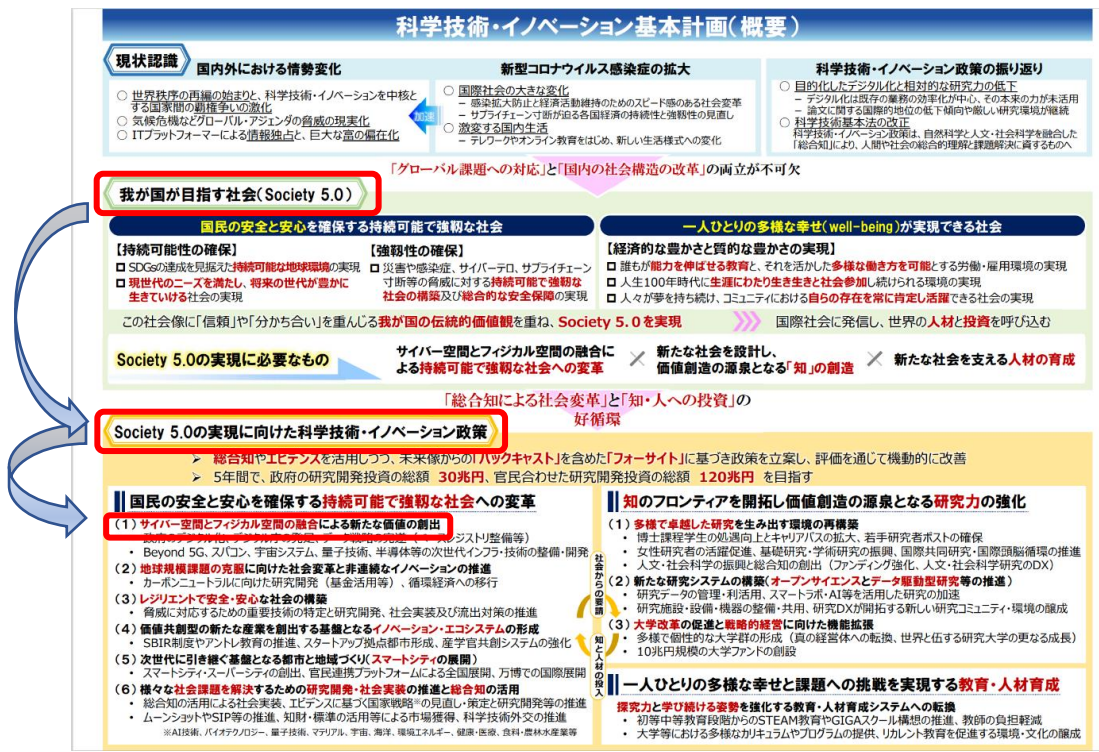 科学技術・イノベーション基本計画（概要）
現状認識
国内外における情勢変化
○ 世界秩序の再編の始まりと、科学技術・イノベーションを中核と
する国家間の覇権争いの激化
○ 気候危機などグローバル・アジェンダの脅威の現実化
○ ITプラットフォーマーによる情報独占と、巨大な富の偏在化
加速
新型コロナウイルス感染症の拡大
○ 国際社会の大きな変化
－ 感染拡大防止と経済活動維持のためのスピード感のある社会変革
－ サプライチェーン寸断が迫る各国経済の持続性と強靭性の見直し
○ 激変する国内生活
－ テレワークやオンライン教育をはじめ、新しい生活様式への変化
科学技術・イノベーション政策の振り返り
○ 目的化したデジタル化と相対的な研究力の低下
－ デジタル化は既存の業務の効率化が中心、その本来の力が未活用
－ 論文に関する国際的地位の低下傾向や厳しい研究環境が継続
○ 科学技術基本法の改正
科学技術・イノベーション政策は、自然科学と人文・社会科学を融合した
「総合知」により、人間や社会の総合的理解と課題解決に資するものへ
「グローバル課題への対応」と「国内の社会構造の改革」の両立が不可欠
我が国が目指す社会（Society 5.0）
国民の安全と安心を確保する持続可能で強靭な社会
【持続可能性の確保】
□ SDGsの達成を見据えた持続可能な地球環境の実現
□ 現世代のニーズを満たし、将来の世代が豊かに
生きていける社会の実現
【強靭性の確保】
□ 災害や感染症、サイバーテロ、サプライチェーン
寸断等の脅威に対する持続可能で強靭な
社会の構築及び総合的な安全保障の実現
一人ひとりの多様な幸せ(well-being)が実現できる社会
【経済的な豊かさと質的な豊かさの実現】
□ 誰もが能力を伸ばせる教育と、それを活かした多様な働き方を可能とする労働・雇用環境の実現
□ 人生100年時代に生涯にわたり生き生きと社会参加し続けられる環境の実現
□ 人々が夢を持ち続け、コミュニティにおける自らの存在を常に肯定し活躍できる社会の実現
この社会像に「信頼」や「分かち合い」を重んじる我が国の伝統的価値観を重ね、Society 5.0を実現
国際社会に発信し、世界の人材と投資を呼び込む
Society 5.0の実現に必要なもの
サイバー空間とフィジカル空間の融合に
よる持続可能で強靭な社会への変革
×
新たな社会を設計し、
価値創造の源泉となる「知」の創造
×
新たな社会を支える人材の育成
「総合知による社会変革」と「知・人への投資」の
好循環
Society 5.0の実現に向けた科学技術・イノベーション政策
➢ 総合知やエビデンスを活用しつつ、未来像からの「バックキャスト」を含めた「フォーサイト」に基づき政策を立案し、評価を通じて機動的に改善
➢ 5年間で、政府の研究開発投資の総額 30兆円、官民合わせた研究開発投資の総額 120兆円 を目指す
国民の安全と安心を確保する持続可能で強靭な社会への変革
（１）サイバー空間とフィジカル空間の融合による新たな価値の創出
• 政府のデジタル化、デジタル庁の発足、データ戦略の完遂（ベースレジストリ整備等）
• Beyond 5G、スパコン、宇宙システム、量子技術、半導体等の次世代インフラ・技術の整備・開発
（２）地球規模課題の克服に向けた社会変革と非連続なイノベーションの推進
• カーボンニュートラルに向けた研究開発（基金活用等）、循環経済への移行
（３）レジリエントで安全・安心な社会の構築
• 脅威に対応するための重要技術の特定と研究開発、社会実装及び流出対策の推進
（４）価値共創型の新たな産業を創出する基盤となるイノベーション・エコシステムの形成
• SBIR制度やアントレ教育の推進、スタートアップ拠点都市形成、産学官共創システムの強化
（５）次世代に引き継ぐ基盤となる都市と地域づくり(スマートシティの展開)
• スマートシティ・スーパーシティの創出、官民連携プラットフォームによる全国展開、万博での国際展開
（６）様々な社会課題を解決するための研究開発・社会実装の推進と総合知の活用
• 総合知の活用による社会実装、エビデンスに基づく国家戦略※の見直し・策定と研究開発等の推進
• ムーンショットやSIP等の推進、知財・標準の活用等による市場獲得、科学技術外交の推進
※AI技術、バイオテクノロジー、量子技術、マテリアル、宇宙、海洋、環境エネルギー、健康・医療、食料・農林水産業等
社会からの要請
知と人材の投入
知のフロンティアを開拓し価値創造の源泉となる研究力の強化
（１）多様で卓越した研究を生み出す環境の再構築
• 博士課程学生の処遇向上とキャリアパスの拡大、若手研究者ポストの確保
• 女性研究者の活躍促進、基礎研究・学術研究の振興、国際共同研究・国際頭脳循環の推進
• 人文・社会科学の振興と総合知の創出（ファンディング強化、人文・社会科学研究のDX）
（２）新たな研究システムの構築(オープンサイエンスとデータ駆動型研究等の推進)
• 研究データの管理・利活用、スマートラボ・AI等を活用した研究の加速
• 研究施設・設備・機器の整備・共用、研究DXが開拓する新しい研究コミュニティ・環境の醸成
（３）大学改革の促進と戦略的経営に向けた機能拡張
• 多様で個性的な大学群の形成（真の経営体への転換、世界と伍する研究大学の更なる成長）
• 10兆円規模の大学ファンドの創設
一人ひとりの多様な幸せと課題への挑戦を実現する教育・人材育成
探究力と学び続ける姿勢を強化する教育・人材育成システムへの転換
• 初等中等教育段階からのSTEAM教育やGIGAスクール構想の推進、教師の負担軽減
• 大学等における多様なカリキュラムやプログラムの提供、リカレント教育を促進する環境・文化の醸成